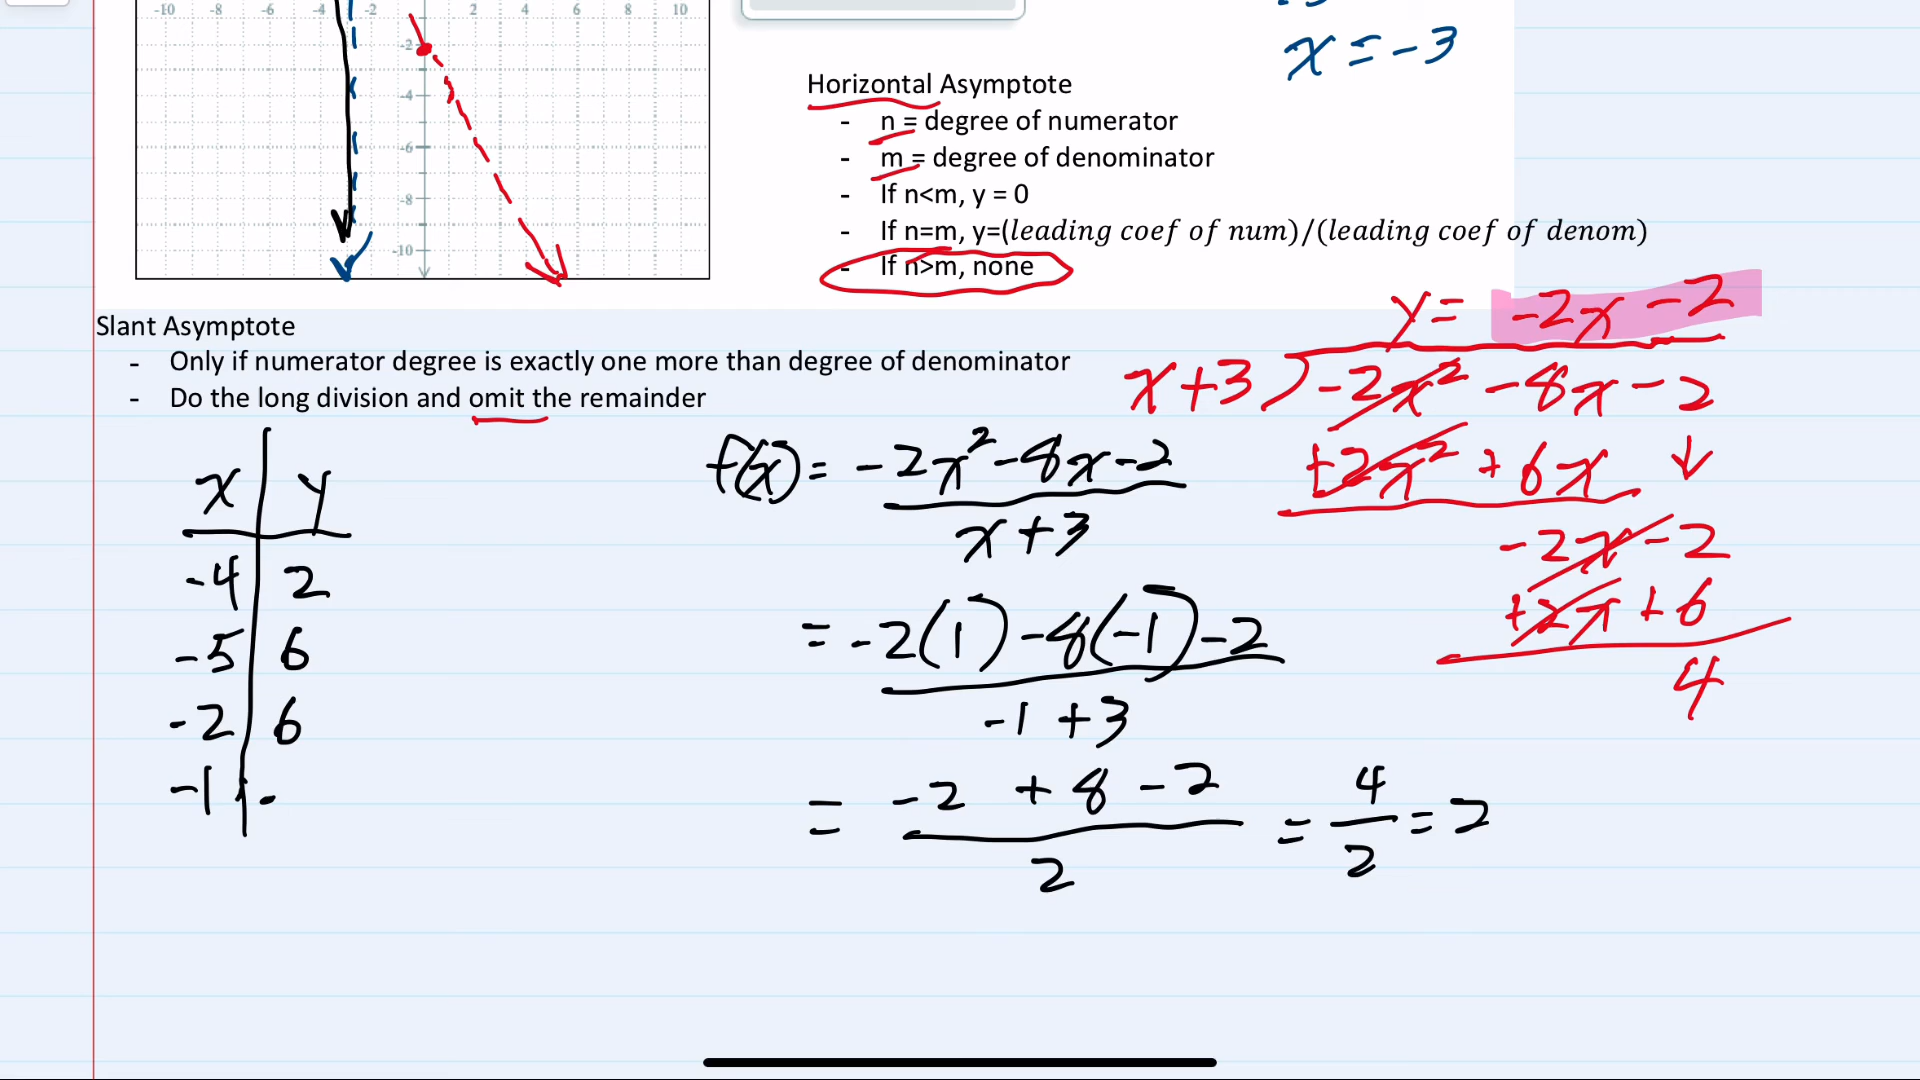 -10 -8 -6 -4 -2 2 4 6 8 10
-2
-4
-6
-8
-10
x = -3
Horizontal Asymptote
- n = degree of numerator
- m = degree of denominator
- If n<m, y = 0
- If n=m, y=(leading coef of num)/(leading coef of denom)
- If n>m, none
Slant Asymptote
- Only if numerator degree is exactly one more than degree of denominator
- Do the long division and omit the remainder
y = -2x - 2
x+3 ) -2x² - 8x - 2
+2x² + 6x ↓
-2x - 2
+2x + 6
4
x | y
-4 | 2
-5 | 6
-2 | 6
-1 |
f(x) = -2x² - 8x - 2
x + 3
= -2(1) - 8(-1) - 2
-1 + 3
= -2 + 8 - 2 = 4 = 2
2 2